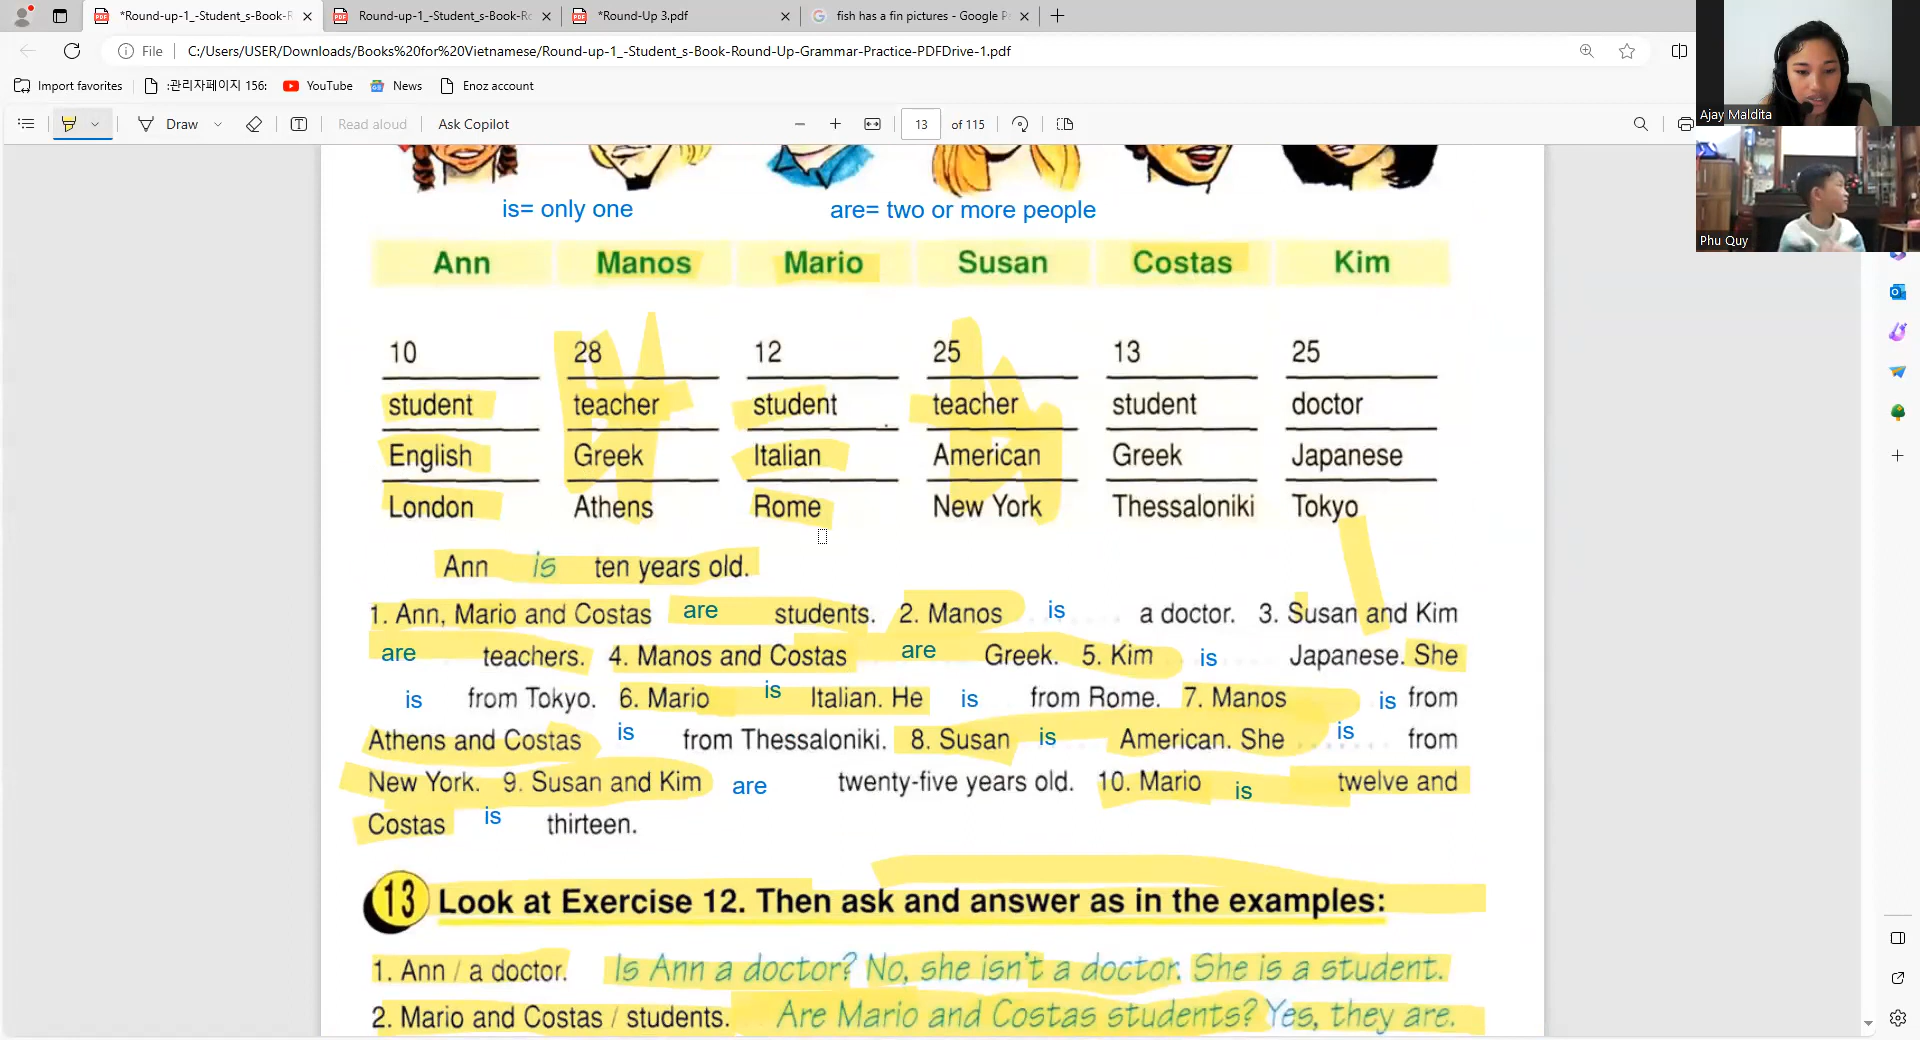 *Round-up-1_-Student_s-Book-R
Round-up-1_-Student_s-Book-Ro
*Round-Up 3.pdf
fish has a fin pictures - Google P
File
C:/Users/USER/Downloads/Books%20for%20Vietnamese/Round-up-1_-Student_s-Book-Round-Up-Grammar-Practice-PDFDrive-1.pdf
Import favorites
:관리자페이지 156:
YouTube
News
Enoz account
Draw
Read aloud
Ask Copilot
13
of 115
Ajay Maldita
Phu Quy
is= only one
are= two or more people
Ann Manos Mario Susan Costas Kim
10 28 12 25 13 25
student teacher student teacher student doctor
English Greek Italian American Greek Japanese
London Athens Rome New York Thessaloniki Tokyo
Ann is ten years old.
1. Ann, Mario and Costas are students. 2. Manos is a doctor. 3. Susan and Kim
are teachers. 4. Manos and Costas are Greek. 5. Kim is Japanese. She
is from Tokyo. 6. Mario is Italian. He is from Rome. 7. Manos is from
Athens and Costas is from Thessaloniki. 8. Susan is American. She is from
New York. 9. Susan and Kim are twenty-five years old. 10. Mario is twelve and
Costas is thirteen.
13 Look at Exercise 12. Then ask and answer as in the examples:
1. Ann / a doctor. Is Ann a doctor? No, she isn't a doctor. She is a student.
2. Mario and Costas / students. Are Mario and Costas students? Yes, they are.